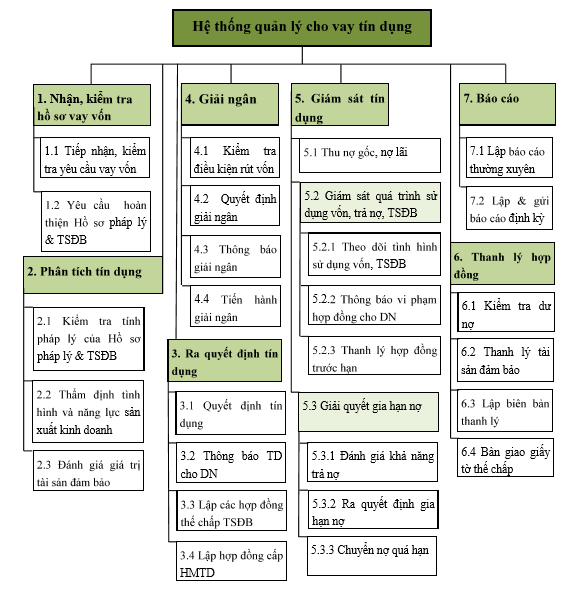 Hệ thống quản lý cho vay tín dụng
1. Nhận, kiểm tra
hồ sơ vay vốn
1.1 Tiếp nhận, kiểm
tra yêu cầu vay vốn
1.2 Yêu cầu hoàn
thiện Hồ sơ pháp lý
& TSĐB
2. Phân tích tín dụng
2.1 Kiểm tra tính
pháp lý của Hồ sơ
pháp lý & TSĐB
2.2 Thẩm định tình
hình và năng lực sản
xuất kinh doanh
2.3 Đánh giá giá trị
tài sản đảm bảo
4. Giải ngân
4.1 Kiểm tra
điều kiện rút vốn
4.2 Quyết định
giải ngân
4.3 Thông báo
giải ngân
4.4 Tiến hành
giải ngân
3. Ra quyết định tín
dụng
3.1 Quyết định tín
dụng
3.2 Thông báo TD
cho DN
3.3 Lập các hợp đồng
thế chấp TSĐB
3.4 Lập hợp đồng cấp
HMTD
5. Giám sát tín
dụng
5.1 Thu nợ gốc, nợ lãi
5.2 Giám sát quá trình sử
dụng vốn, trả nợ, TSĐB
5.2.1 Theo dõi tình hình
sử dụng vốn, TSĐB
5.2.2 Thông báo vi phạm
hợp đồng cho DN
5.2.3 Thanh lý hợp đồng
trước hạn
5.3 Giải quyết gia hạn nợ
5.3.1 Đánh giá khả năng
trả nợ
5.3.2 Ra quyết định gia
hạn nợ
5.3.3 Chuyển nợ quá hạn
7. Báo cáo
7.1 Lập báo cáo
thường xuyên
7.2 Lập & gửi
báo cáo định kỳ
6. Thanh lý hợp
đồng
6.1 Kiểm tra dư
nợ
6.2 Thanh lý tài
sản đảm bảo
6.3 Lập biên bản
thanh lý
6.4 Bàn giao giấy
tờ thế chấp